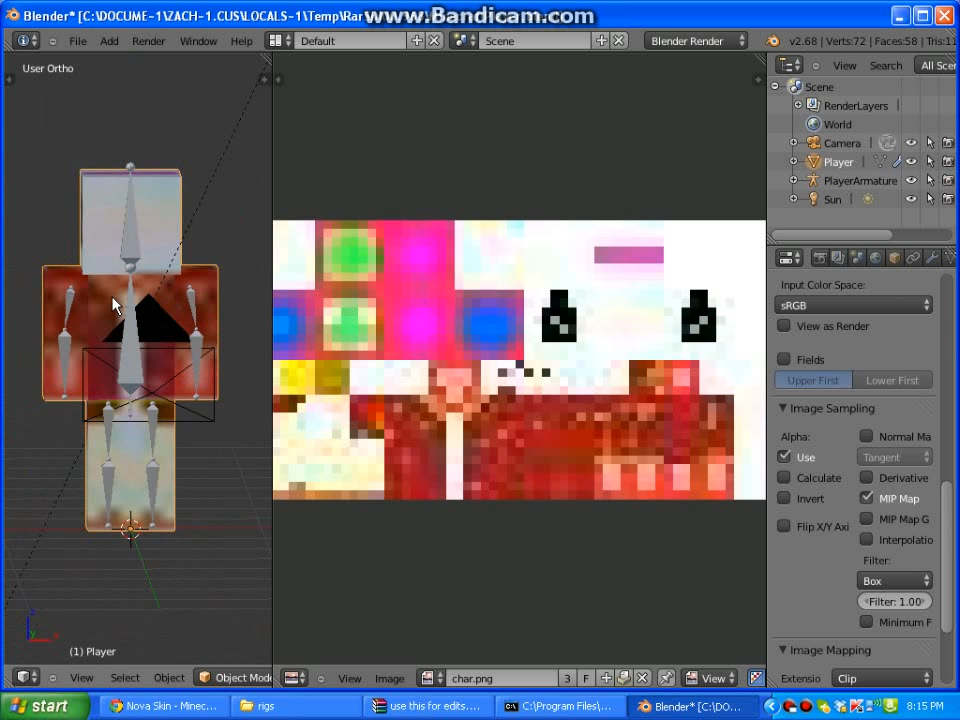 Blender* [C:\DOCUME~1\ZACH-1.CUS\LOCALS~1\Temp\Rar
www.Bandicam.com
File Add Render Window Help
Default
Scene
Blender Render
v2.68 | Verts:72 | Faces:58 | Tris:11
User Ortho
View Search All Sce
Scene
RenderLayers
World
Camera
Player
PlayerArmature
Sun
Input Color Space:
sRGB
View as Render
Fields
Upper First Lower First
Image Sampling
Alpha: Normal Ma
Use Tangent
Calculate Derivative
Invert MIP Map
MIP Map G
Flip X/Y Axi
Interpolatio
Filter:
Box
Filter: 1.00
Minimum F
Image Mapping
Extensio Clip
z
y x
(1) Player
View Select Object Object Mode
View Image char.png 3 F View
start
Nova Skin - Minec...
rigs
use this for edits....
C:\Program Files\...
Blender* [C:\DO...
8:15 PM